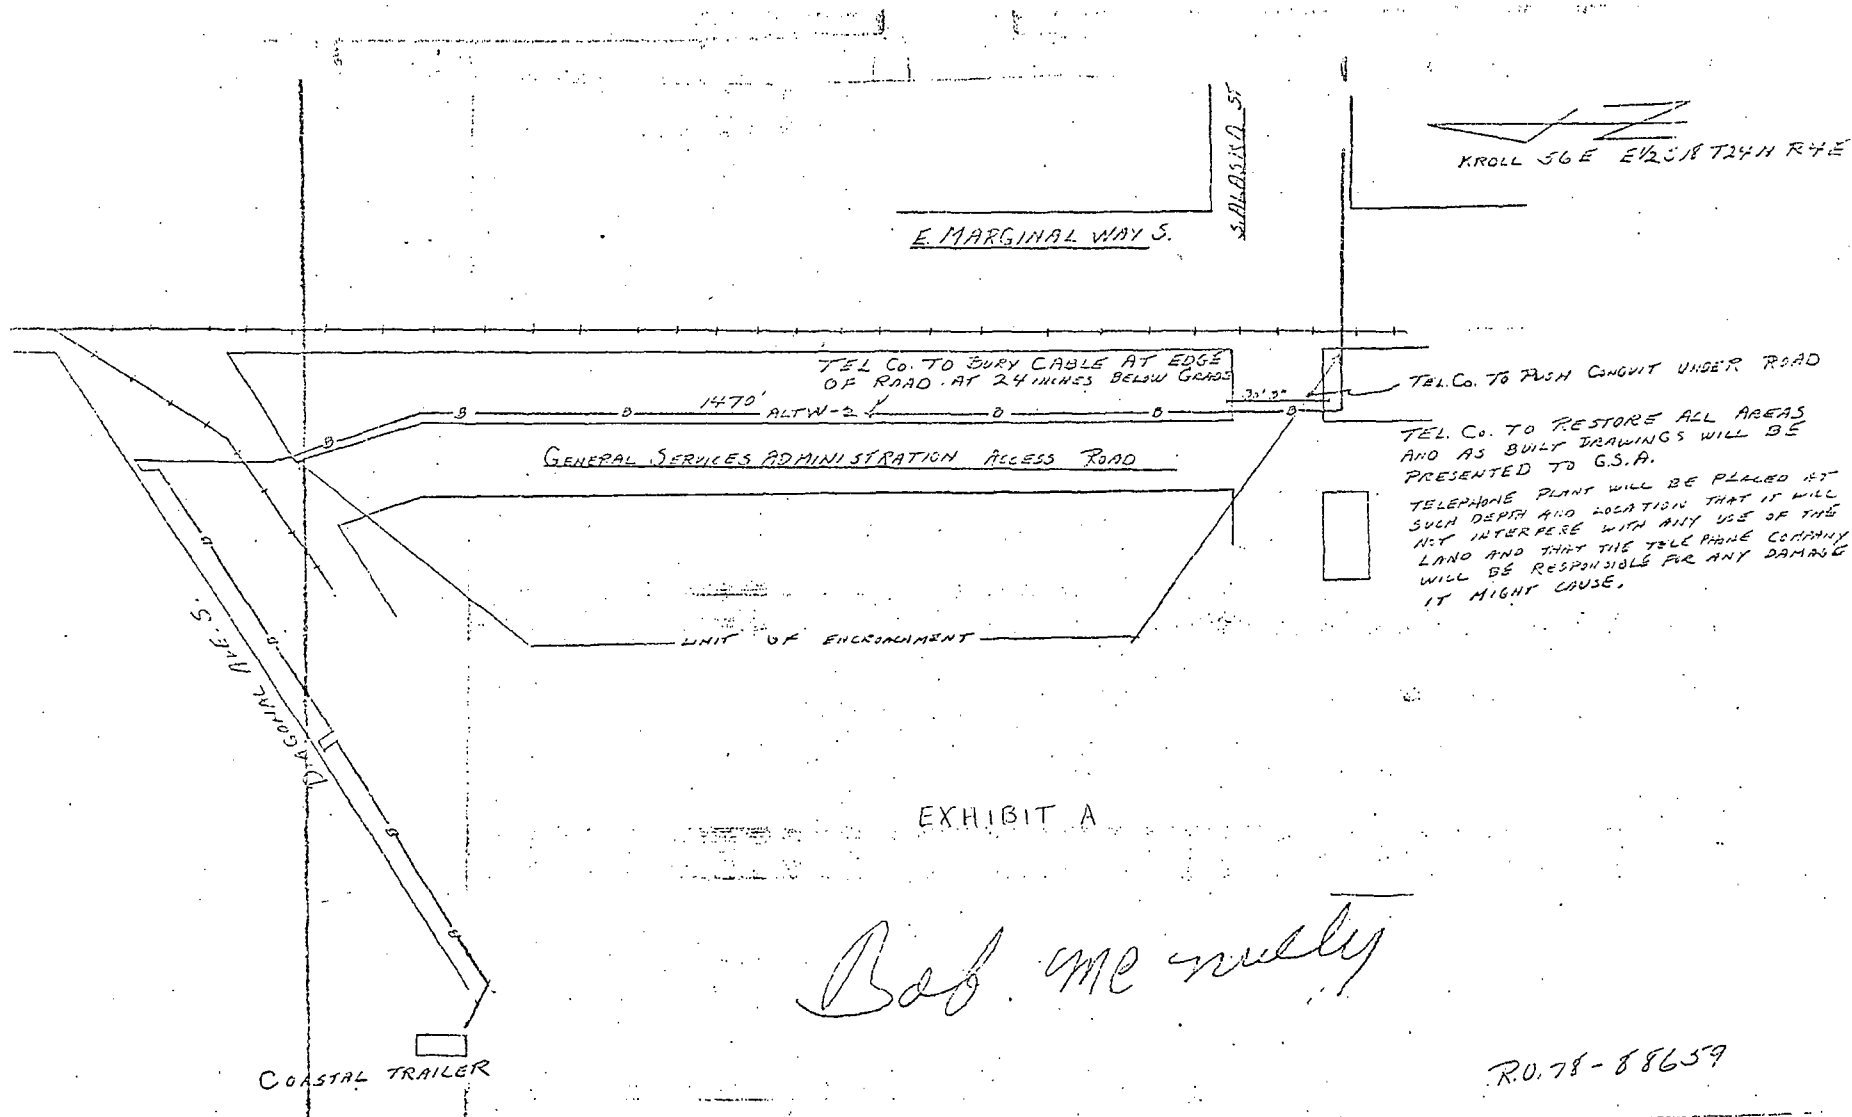 S. ALASKA ST
KROLL 56 E E½ S18 T24N R4E
E. MARGINAL WAY S.
TEL CO. TO BURY CABLE AT EDGE
OF ROAD. AT 24 INCHES BELOW GRADE
1470'
ALTW-2
30'.0"
TEL. CO. TO PUSH CONDUIT UNDER ROAD
GENERAL SERVICES ADMINISTRATION ACCESS ROAD
TEL. CO. TO RESTORE ALL AREAS
AND AS BUILT DRAWINGS WILL BE
PRESENTED TO G.S.A.
TELEPHONE PLANT WILL BE PLACED AT
SUCH DEPTH AND LOCATION THAT IT WILL
NOT INTERFERE WITH ANY USE OF THE
LAND AND THAT THE TELEPHONE COMPANY
WILL BE RESPONSIBLE FOR ANY DAMAGE
IT MIGHT CAUSE.
B B B B B B
UNIT OF ENCROACHMENT
DIAGONAL AVE. S.
B B B B
EXHIBIT A
Bob. McNulty
COASTAL TRAILER
R.O. 78-88659